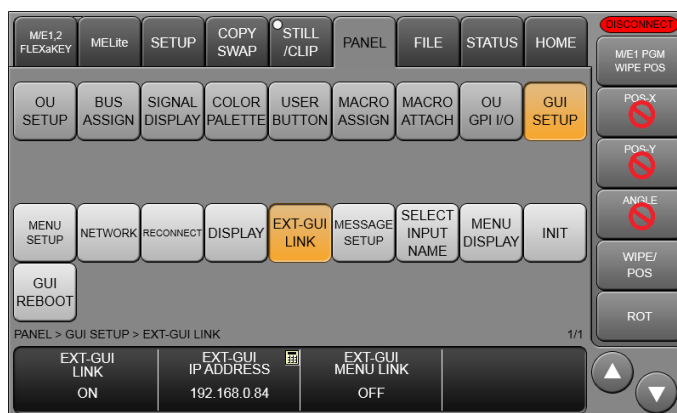 M/E1,2
FLEXaKEY
MELite
SETUP
COPY
SWAP
STILL
/CLIP
PANEL
FILE
STATUS
HOME
DISCONNECT
M/E1 PGM
WIPE POS
OU
SETUP
BUS
ASSIGN
SIGNAL
DISPLAY
COLOR
PALETTE
USER
BUTTON
MACRO
ASSIGN
MACRO
ATTACH
OU
GPI I/O
GUI
SETUP
POS-X
POS-Y
ANGLE
MENU
SETUP
NETWORK
RECONNECT
DISPLAY
EXT-GUI
LINK
MESSAGE
SETUP
SELECT
INPUT
NAME
MENU
DISPLAY
INIT
WIPE/
POS
GUI
REBOOT
ROT
PANEL > GUI SETUP > EXT-GUI LINK
1/1
EXT-GUI
LINK
ON
EXT-GUI
IP ADDRESS
192.168.0.84
EXT-GUI
MENU LINK
OFF